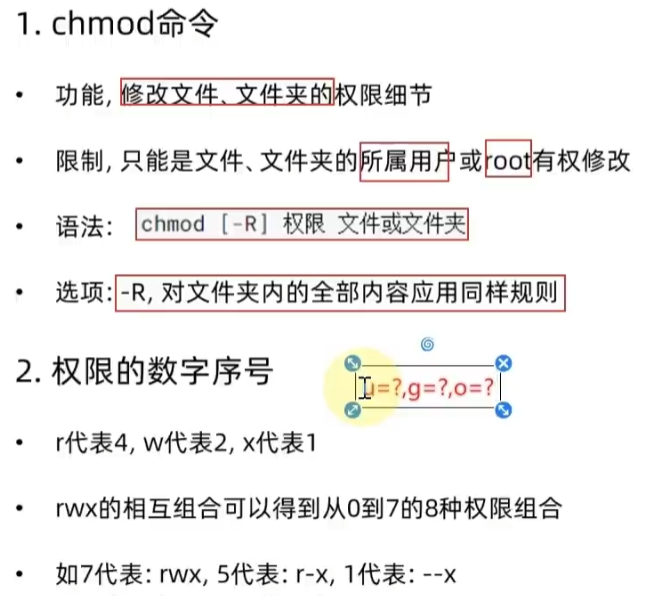 1. chmod命令
• 功能, 修改文件、文件夹的权限细节
• 限制, 只能是文件、文件夹的所属用户或root有权修改
• 语法: chmod [-R] 权限 文件或文件夹
• 选项: -R, 对文件夹内的全部内容应用同样规则
2. 权限的数字序号
u=?,g=?,o=?
• r代表4, w代表2, x代表1
• rwx的相互组合可以得到从0到7的8种权限组合
• 如7代表: rwx, 5代表: r-x, 1代表: --x